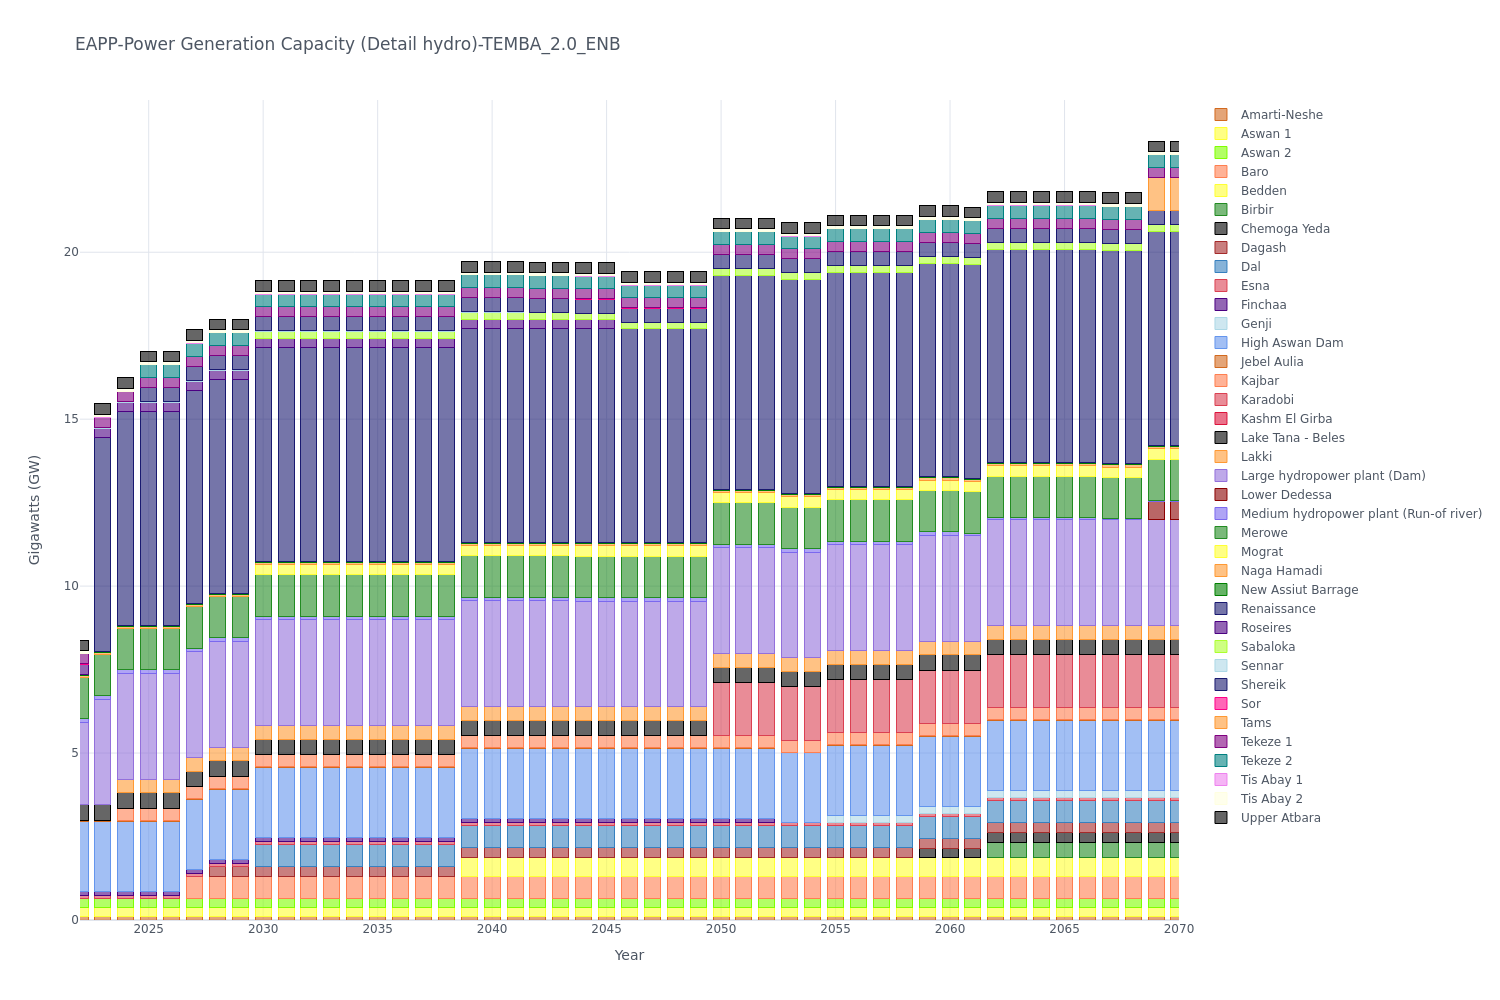 EAPP-Power Generation Capacity (Detail hydro)-TEMBA_2.0_ENB
Gigawatts (GW)
20
15
10
5
0
2025
2030
2035
2040
2045
2050
2055
2060
2065
2070
Year
Amarti-Neshe
Aswan 1
Aswan 2
Baro
Bedden
Birbir
Chemoga Yeda
Dagash
Dal
Esna
Finchaa
Genji
High Aswan Dam
Jebel Aulia
Kajbar
Karadobi
Kashm El Girba
Lake Tana - Beles
Lakki
Large hydropower plant (Dam)
Lower Dedessa
Medium hydropower plant (Run-of river)
Merowe
Mograt
Naga Hamadi
New Assiut Barrage
Renaissance
Roseires
Sabaloka
Sennar
Shereik
Sor
Tams
Tekeze 1
Tekeze 2
Tis Abay 1
Tis Abay 2
Upper Atbara